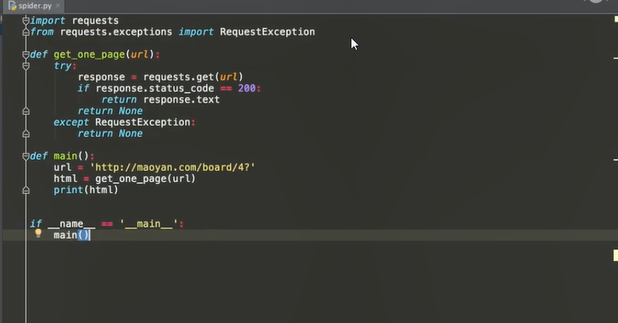 spider.py
import requests
from requests.exceptions import RequestException
def get_one_page(url):
try:
response = requests.get(url)
if response.status_code == 200:
return response.text
return None
except RequestException:
return None
def main():
url = 'http://maoyan.com/board/4?'
html = get_one_page(url)
print(html)
if __name__ == '__main__':
main()